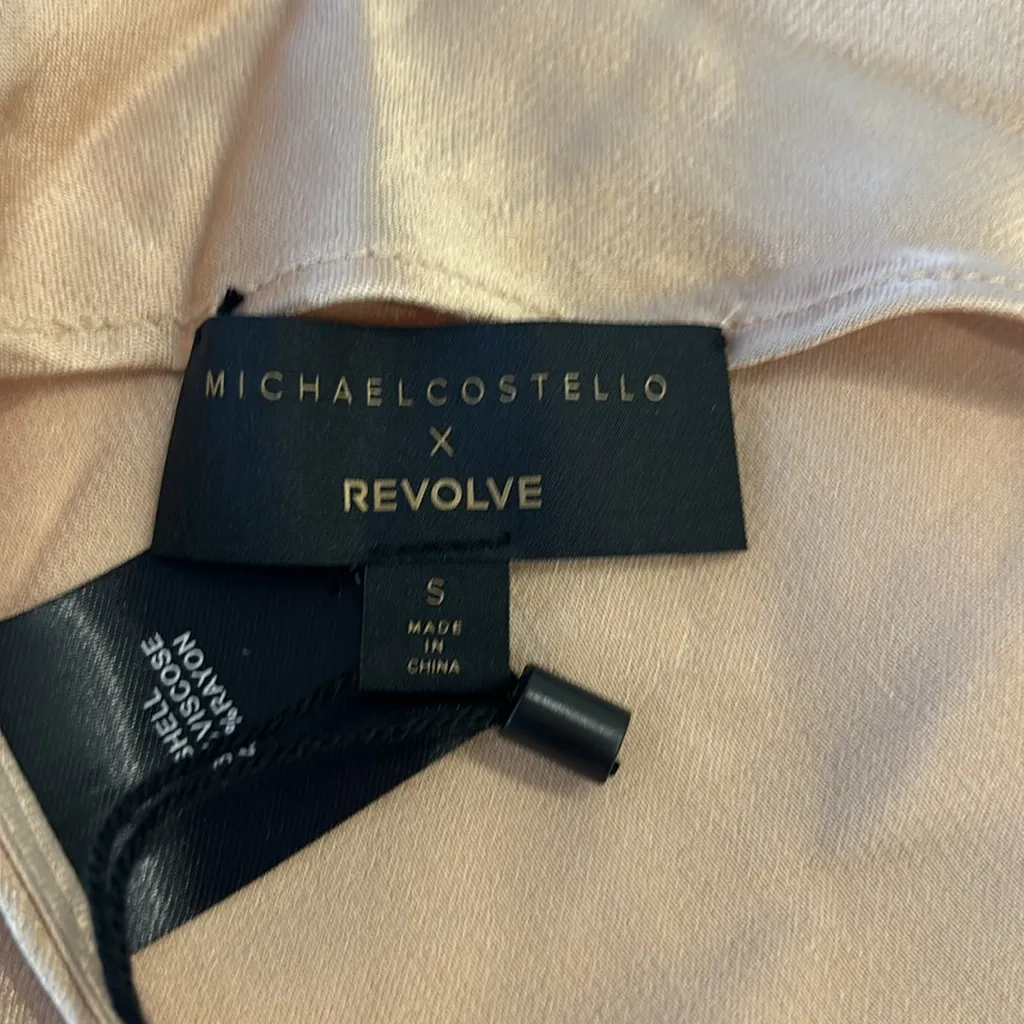 MICHAELCOSTELLO
X
REVOLVE
S
MADE
IN
CHINA
SHELL
VISCOSE
%RAYON